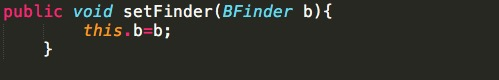 public void setFinder(BFinder b){
        this.b=b;
    }